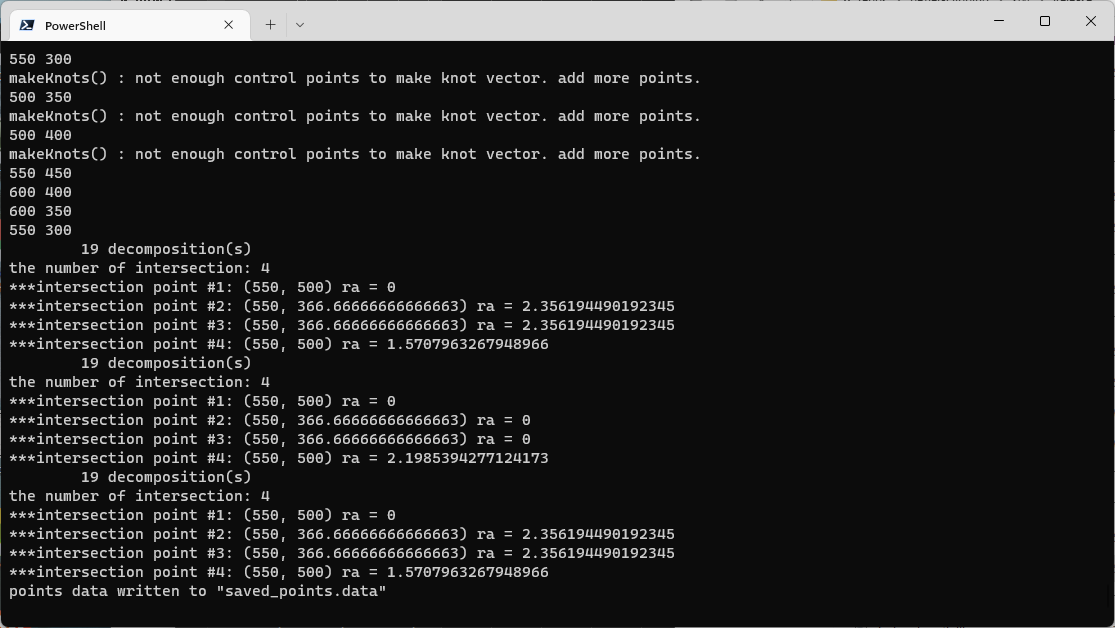 PowerShell
550 300
makeKnots() : not enough control points to make knot vector. add more points.
500 350
makeKnots() : not enough control points to make knot vector. add more points.
500 400
makeKnots() : not enough control points to make knot vector. add more points.
550 450
600 400
600 350
550 300
19 decomposition(s)
the number of intersection: 4
***intersection point #1: (550, 500) ra = 0
***intersection point #2: (550, 366.66666666666663) ra = 2.356194490192345
***intersection point #3: (550, 366.66666666666663) ra = 2.356194490192345
***intersection point #4: (550, 500) ra = 1.5707963267948966
19 decomposition(s)
the number of intersection: 4
***intersection point #1: (550, 500) ra = 0
***intersection point #2: (550, 366.66666666666663) ra = 0
***intersection point #3: (550, 366.66666666666663) ra = 0
***intersection point #4: (550, 500) ra = 2.1985394277124173
19 decomposition(s)
the number of intersection: 4
***intersection point #1: (550, 500) ra = 0
***intersection point #2: (550, 366.66666666666663) ra = 2.356194490192345
***intersection point #3: (550, 366.66666666666663) ra = 2.356194490192345
***intersection point #4: (550, 500) ra = 1.5707963267948966
points data written to "saved_points.data"